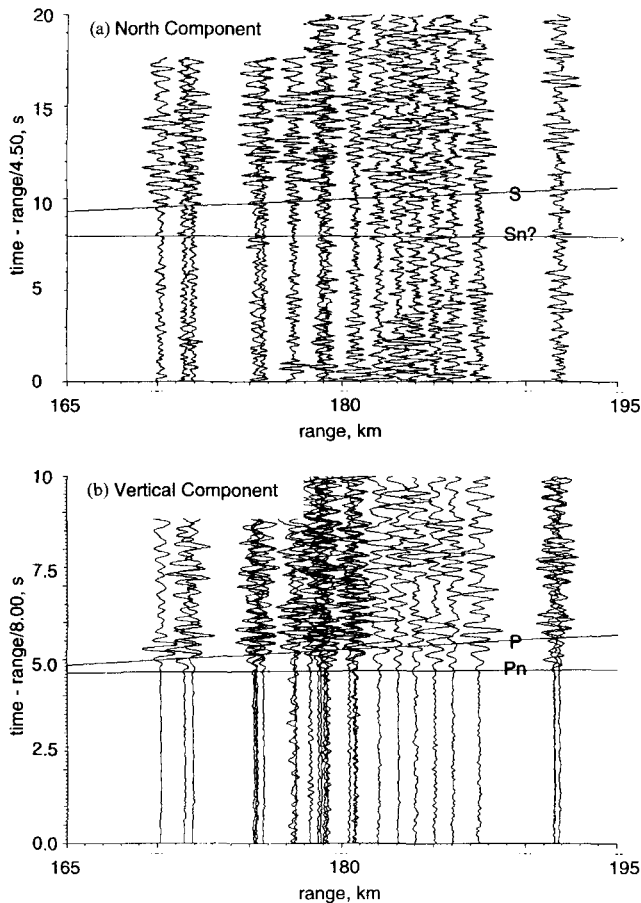 (a) North Component
20
15
10
5
0
time - range/4.50, s
S
Sn?
165
180
195
range, km
(b) Vertical Component
10
7.5
5.0
2.5
0.0
time - range/8.00, s
P
Pn
165
180
195
range, km